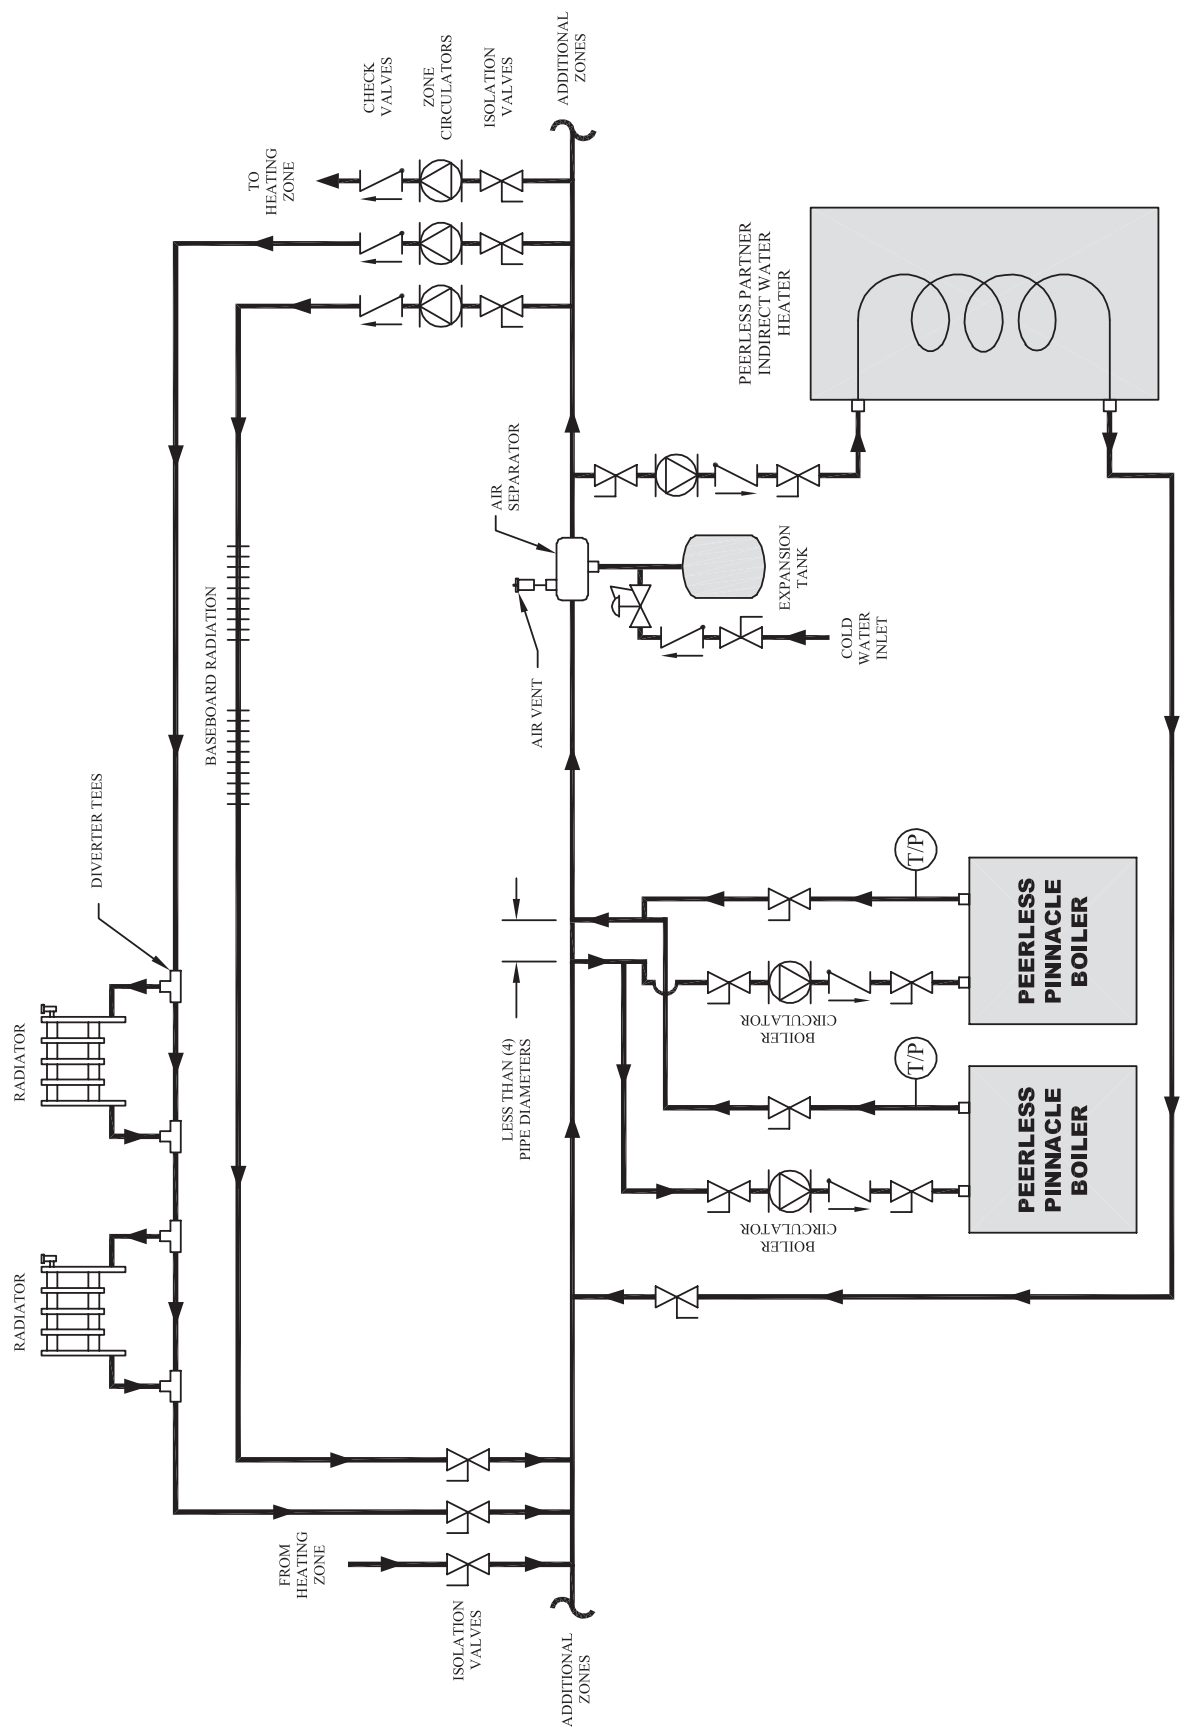 RADIATOR
RADIATOR
DIVERTER TEES
BASEBOARD RADIATION
FROM
HEATING
ZONE
TO
HEATING
ZONE
CHECK
VALVES
ZONE
CIRCULATORS
ISOLATION
VALVES
ISOLATION
VALVES
ADDITIONAL
ZONES
ADDITIONAL
ZONES
LESS THAN (4)
PIPE DIAMETERS
AIR VENT
AIR
SEPARATOR
EXPANSION
TANK
COLD
WATER
INLET
PEERLESS PARTNER
INDIRECT WATER
HEATER
BOILER
CIRCULATOR
BOILER
CIRCULATOR
T/P
T/P
PEERLESS
PINNACLE
BOILER
PEERLESS
PINNACLE
BOILER